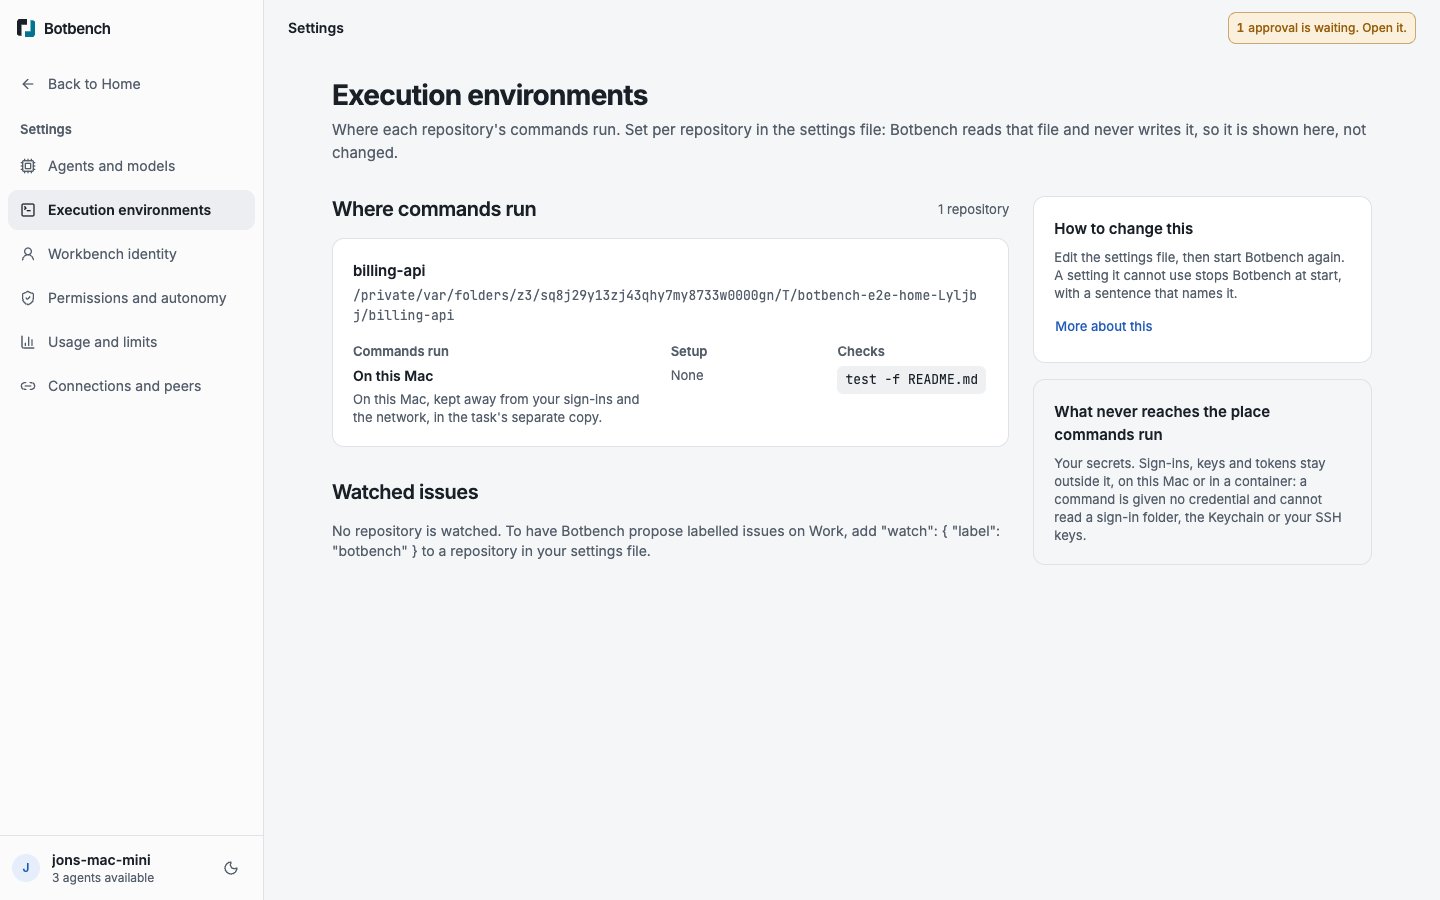 Botbench
Settings
1 approval is waiting. Open it.
Back to Home
Settings
Agents and models
Execution environments
Workbench identity
Permissions and autonomy
Usage and limits
Connections and peers
Execution environments
Where each repository's commands run. Set per repository in the settings file: Botbench reads that file and never writes it, so it is shown here, not
changed.
Where commands run
1 repository
billing-api
/private/var/folders/z3/sq8j29y13zj43qhy7my8733w0000gn/T/botbench-e2e-home-Lyljb
j/billing-api
Commands run
Setup
Checks
On this Mac
None
test -f README.md
On this Mac, kept away from your sign-ins and
the network, in the task's separate copy.
Watched issues
No repository is watched. To have Botbench propose labelled issues on Work, add "watch": { "label":
"botbench" } to a repository in your settings file.
How to change this
Edit the settings file, then start Botbench again.
A setting it cannot use stops Botbench at start,
with a sentence that names it.
More about this
What never reaches the place
commands run
Your secrets. Sign-ins, keys and tokens stay
outside it, on this Mac or in a container: a
command is given no credential and cannot
read a sign-in folder, the Keychain or your SSH
keys.
J
jons-mac-mini
3 agents available